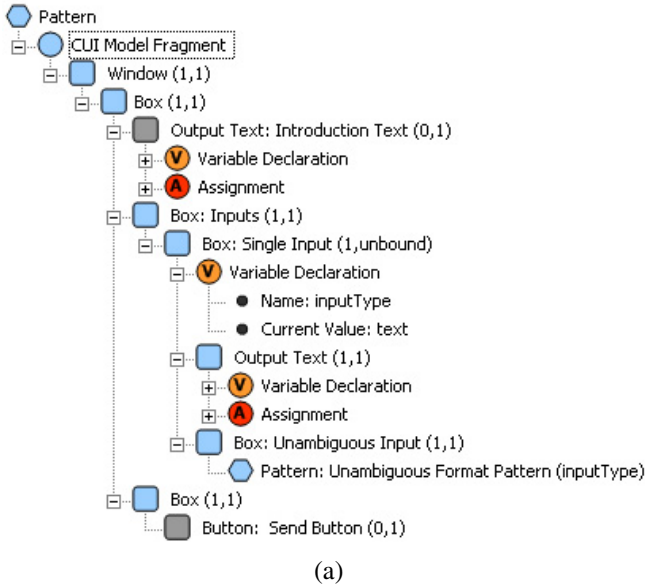 Pattern
CUI Model Fragment
Window (1,1)
Box (1,1)
Output Text: Introduction Text (0,1)
V Variable Declaration
A Assignment
Box: Inputs (1,1)
Box: Single Input (1,unbound)
V Variable Declaration
Name: inputType
Current Value: text
Output Text (1,1)
V Variable Declaration
A Assignment
Box: Unambiguous Input (1,1)
Pattern: Unambiguous Format Pattern (inputType)
Box (1,1)
Button: Send Button (0,1)
(a)